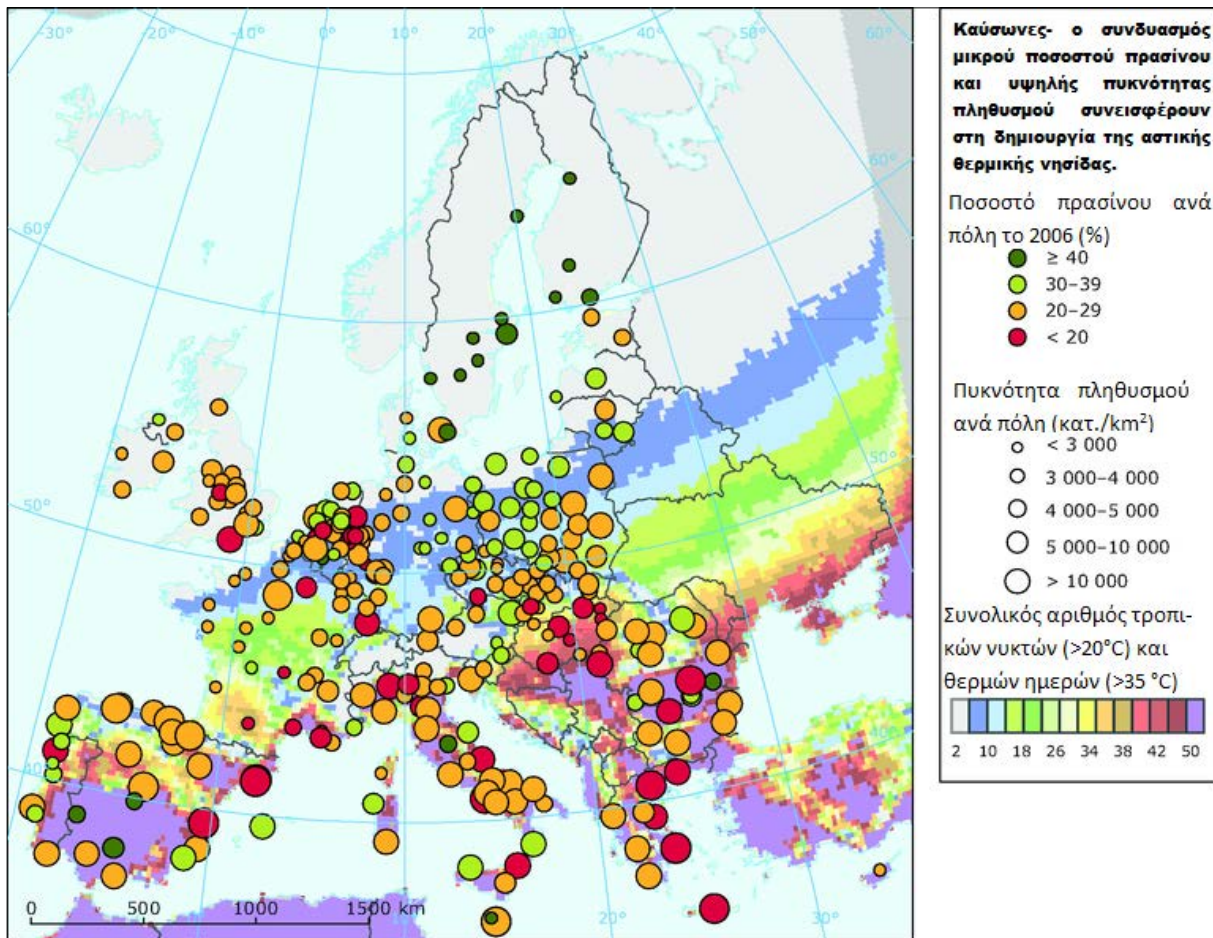 -30°
-20°
-10°
0°
10°
20°
30°
40°
50°
60°
60°
60°
50°
50°
40°
40°
0 500 1000 1500 km
0°
10°
20°
30°
Καύσωνες- ο συνδυασμός
μικρού ποσοστού πρασίνου
και υψηλής πυκνότητας
πληθυσμού συνεισφέρουν
στη δημιουργία της αστικής
θερμικής νησίδας.
Ποσοστό πρασίνου ανά
πόλη το 2006 (%)
≥ 40
30–39
20–29
< 20
Πυκνότητα πληθυσμού
ανά πόλη (κατ./km²)
< 3 000
3 000–4 000
4 000–5 000
5 000–10 000
> 10 000
Συνολικός αριθμός τροπι-
κών νυκτών (>20°C) και
θερμών ημερών (>35 °C)
2 10 18 26 34 38 42 50